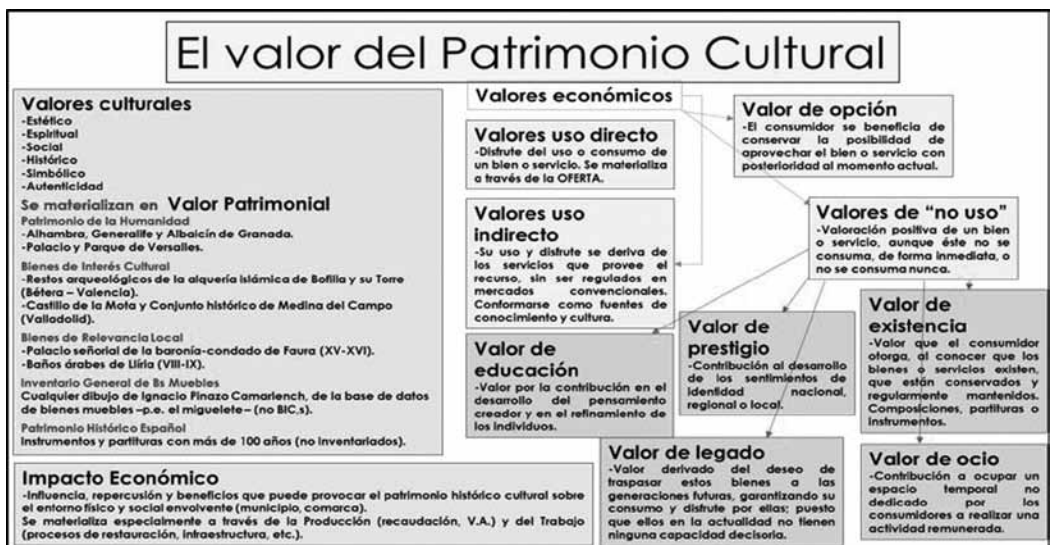 El valor del Patrimonio Cultural
Valores culturales
-Estético
-Espiritual
-Social
-Histórico
-Simbólico
-Autenticidad
Se materializan en Valor Patrimonial
Patrimonio de la Humanidad
-Alhambra, Generalife y Albaicín de Granada.
-Palacio y Parque de Versalles.
Bienes de Interés Cultural
-Restos arqueológicos de la alquería islámica de Bofilla y su Torre
(Bétera – Valencia).
-Castillo de la Mota y Conjunto histórico de Medina del Campo
(Valladolid).
Bienes de Relevancia Local
-Palacio señorial de la baronía-condado de Faura (XV-XVI).
-Baños árabes de Llíria (VIII-IX).
Inventario General de Bs Muebles
Cualquier dibujo de Ignacio Pinazo Camarlench, de la base de datos
de bienes muebles –p.e. el miguelete– (no BIC,s).
Patrimonio Histórico Español
Instrumentos y partituras con más de 100 años (no inventariados).
Impacto Económico
-Influencia, repercusión y beneficios que puede provocar el patrimonio histórico cultural sobre
el entorno físico y social envolvente (municipio, comarca).
Se materializa especialmente a través de la Producción (recaudación, V.A.) y del Trabajo
(procesos de restauración, infraestructura, etc.).
Valores económicos
Valores uso directo
-Disfrute del uso o consumo de
un bien o servicio. Se materializa
a través de la OFERTA.
Valores uso
indirecto
-Su uso y disfrute se deriva de
los servicios que provee el
recurso, sin ser regulados en
mercados convencionales.
Conformarse como fuentes de
conocimiento y cultura.
Valor de opción
-El consumidor se beneficia de
conservar la posibilidad de
aprovechar el bien o servicio con
posterioridad al momento actual.
Valores de “no uso”
-Valoración positiva de un bien
o servicio, aunque éste no se
consuma, de forma inmediata, o
no se consuma nunca.
Valor de
educación
-Valor por la contribución en el
desarrollo del pensamiento
creador y en el refinamiento de
los individuos.
Valor de
prestigio
-Contribución al desarrollo
de los sentimientos de
identidad nacional,
regional o local.
Valor de
existencia
-Valor que el consumidor
otorga, al conocer que los
bienes o servicios existen,
que están conservados y
regularmente mantenidos.
Composiciones, partituras o
instrumentos.
Valor de legado
-Valor derivado del deseo de
traspasar estos bienes a las
generaciones futuras, garantizando su
consumo y disfrute por ellas; puesto
que ellos en la actualidad no tienen
ninguna capacidad decisoria.
Valor de ocio
-Contribución a ocupar un
espacio temporal no
dedicado por los
consumidores a realizar una
actividad remunerada.